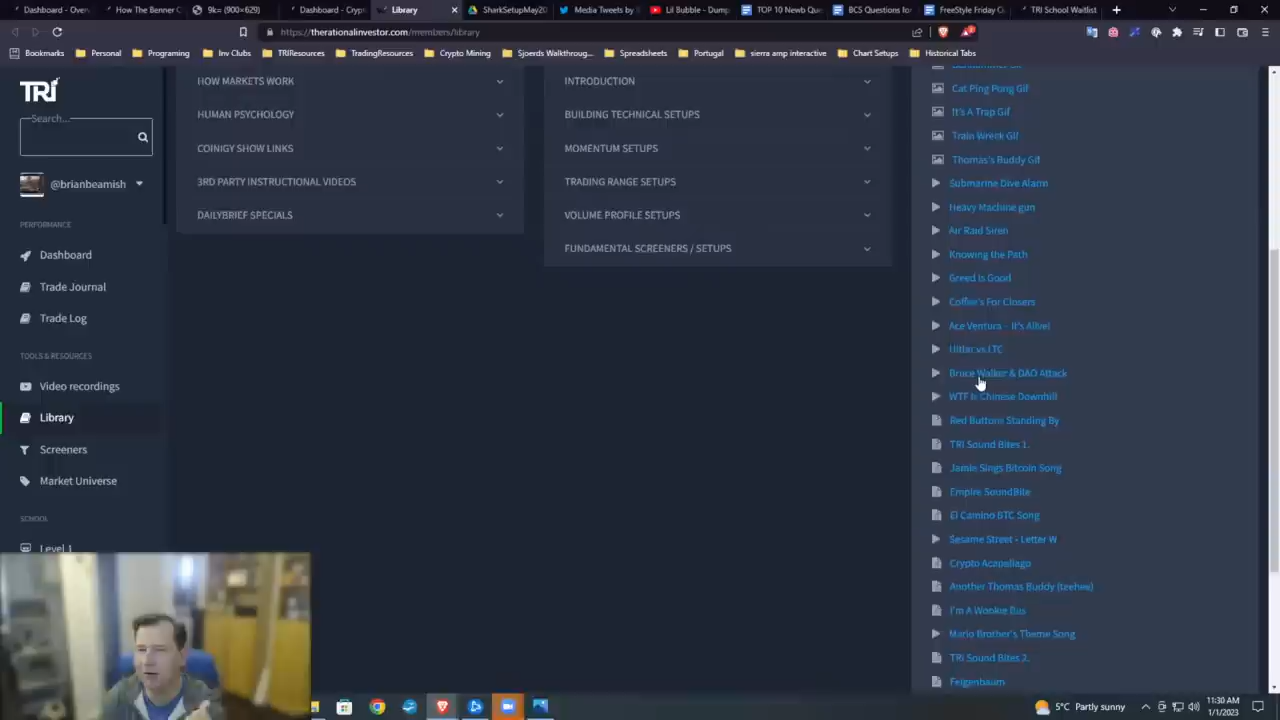 Dashboard - Over
How The Benner C
9k= (900×629)
Dashboard - Crypt
Library
SharkSetupMay20
Media Tweets by
Lil Bubble - Dump
TOP 10 Newb Que
BCS Questions fo
FreeStyle Friday C
TRI School Waitlist
https://therationalinvestor.com/members/library
Bookmarks
Personal
Programing
Inv Clubs
TRIResources
TradingResources
Crypto Mining
Sjoerds Walkthroug...
Spreadsheets
Portugal
sierra amp interactive
Chart Setups
Historical Tabs
TRi
Search...
@brianbeamish
PERFORMANCE
Dashboard
Trade Journal
Trade Log
TOOLS & RESOURCES
Video recordings
Library
Screeners
Market Universe
SCHOOL
Level 1
HOW MARKETS WORK
HUMAN PSYCHOLOGY
COINIGY SHOW LINKS
3RD PARTY INSTRUCTIONAL VIDEOS
DAILYBRIEF SPECIALS
INTRODUCTION
BUILDING TECHNICAL SETUPS
MOMENTUM SETUPS
TRADING RANGE SETUPS
VOLUME PROFILE SETUPS
FUNDAMENTAL SCREENERS / SETUPS
Cat Ping Pong Gif
It's A Trap Gif
Train Wreck Gif
Thomas's Buddy Gif
Submarine Dive Alarm
Heavy Machine gun
Air Raid Siren
Knowing the Path
Greed Is Good
Coffee's For Closers
Ace Ventura - It's Alive!
Hitler vs LTC
Bruce Walker & DAO Attack
WTF Is Chinese Downhill
Red Buttons Standing By
TRI Sound Bites 1.
Jamie Sings Bitcoin Song
Empire SoundBite
El Camino BTC Song
Sesame Street - Letter W
Crypto Acapellago
Another Thomas Buddy (teehee)
I'm A Wookie Bus
Mario Brother's Theme Song
TRI Sound Bites 2.
Feigenbaum
5°C Partly sunny
11:30 AM
1/1/2023